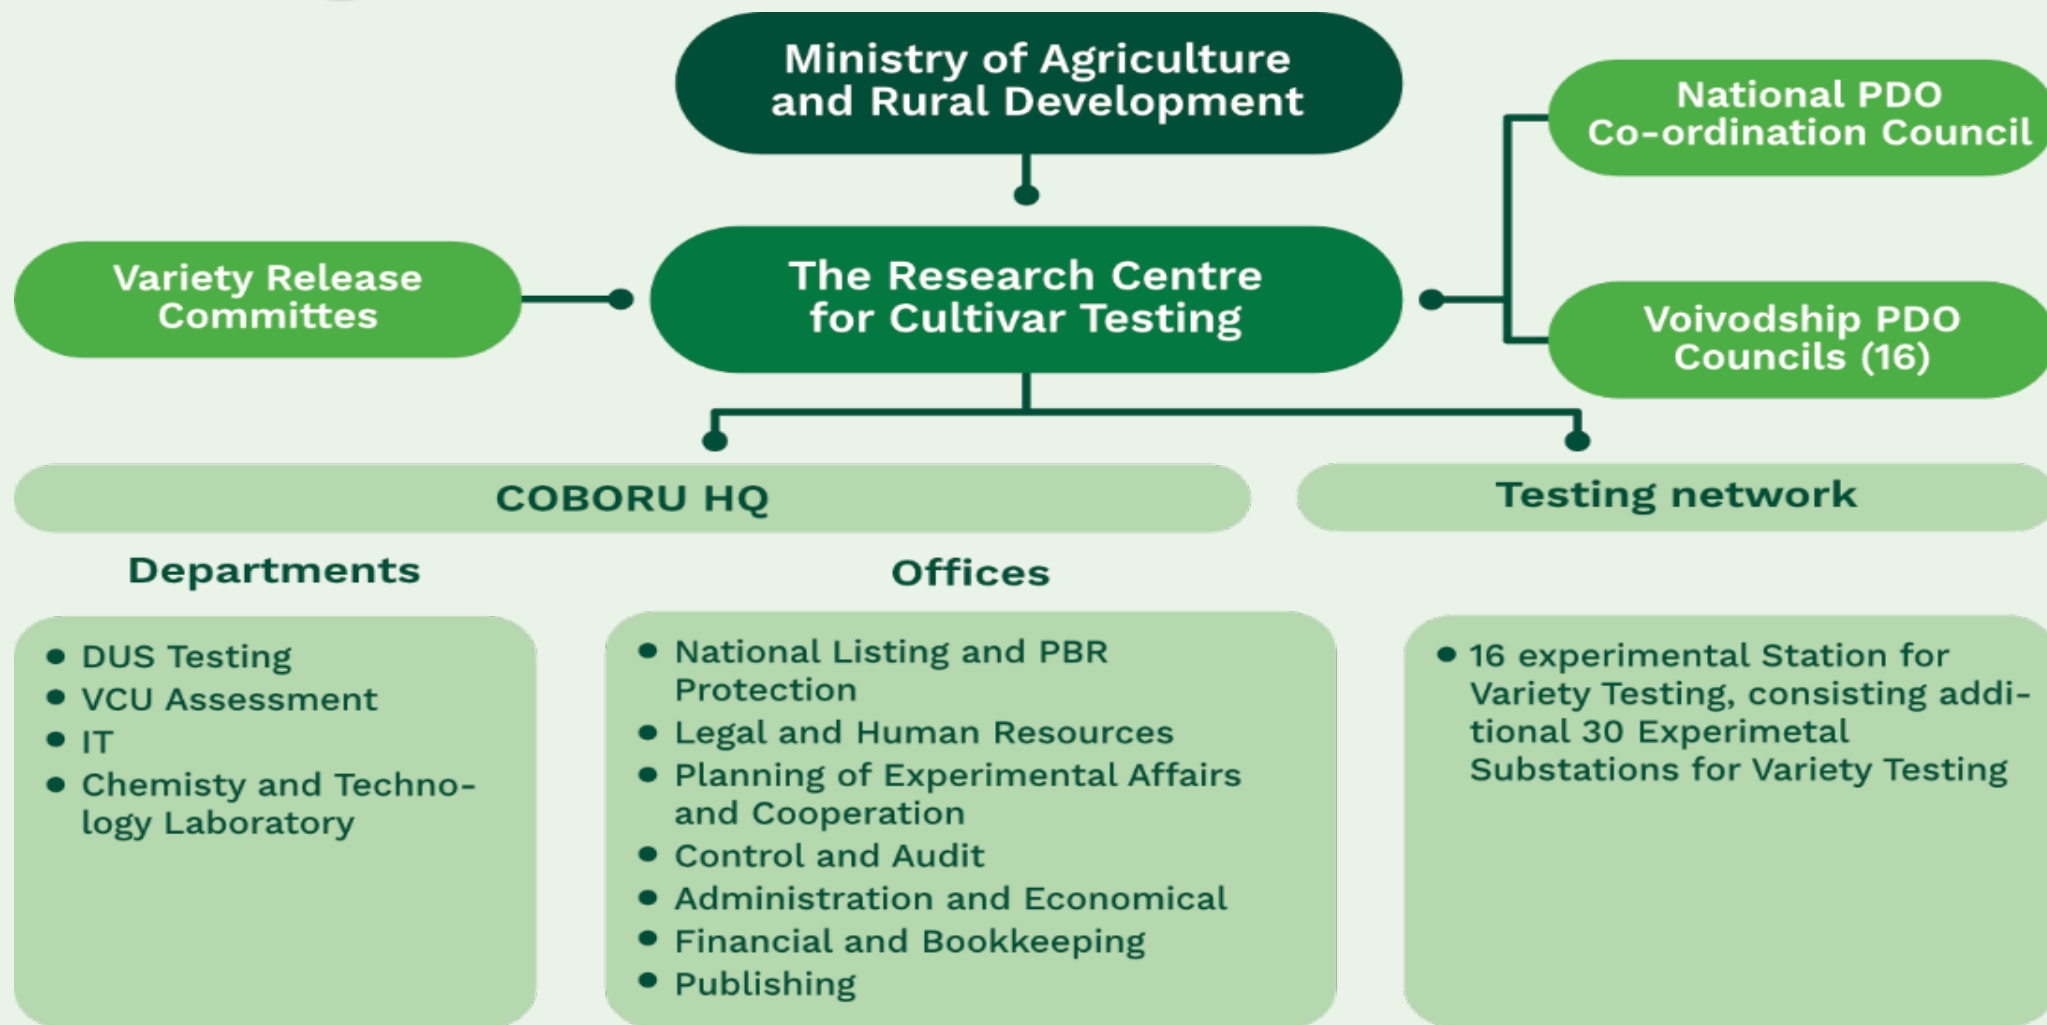 Ministry of Agriculture
and Rural Development
National PDO
Co-ordination Council
Variety Release
Committes
The Research Centre
for Cultivar Testing
Voivodship PDO
Councils (16)
COBORU HQ
Testing network
Departments
Offices
DUS Testing
VCU Assessment
IT
Chemisty and Techno-
logy Laboratory
National Listing and PBR
Protection
Legal and Human Resources
Planning of Experimental Affairs
and Cooperation
Control and Audit
Administration and Economical
Financial and Bookkeeping
Publishing
16 experimental Station for
Variety Testing, consisting addi-
tional 30 Experimetal
Substations for Variety Testing